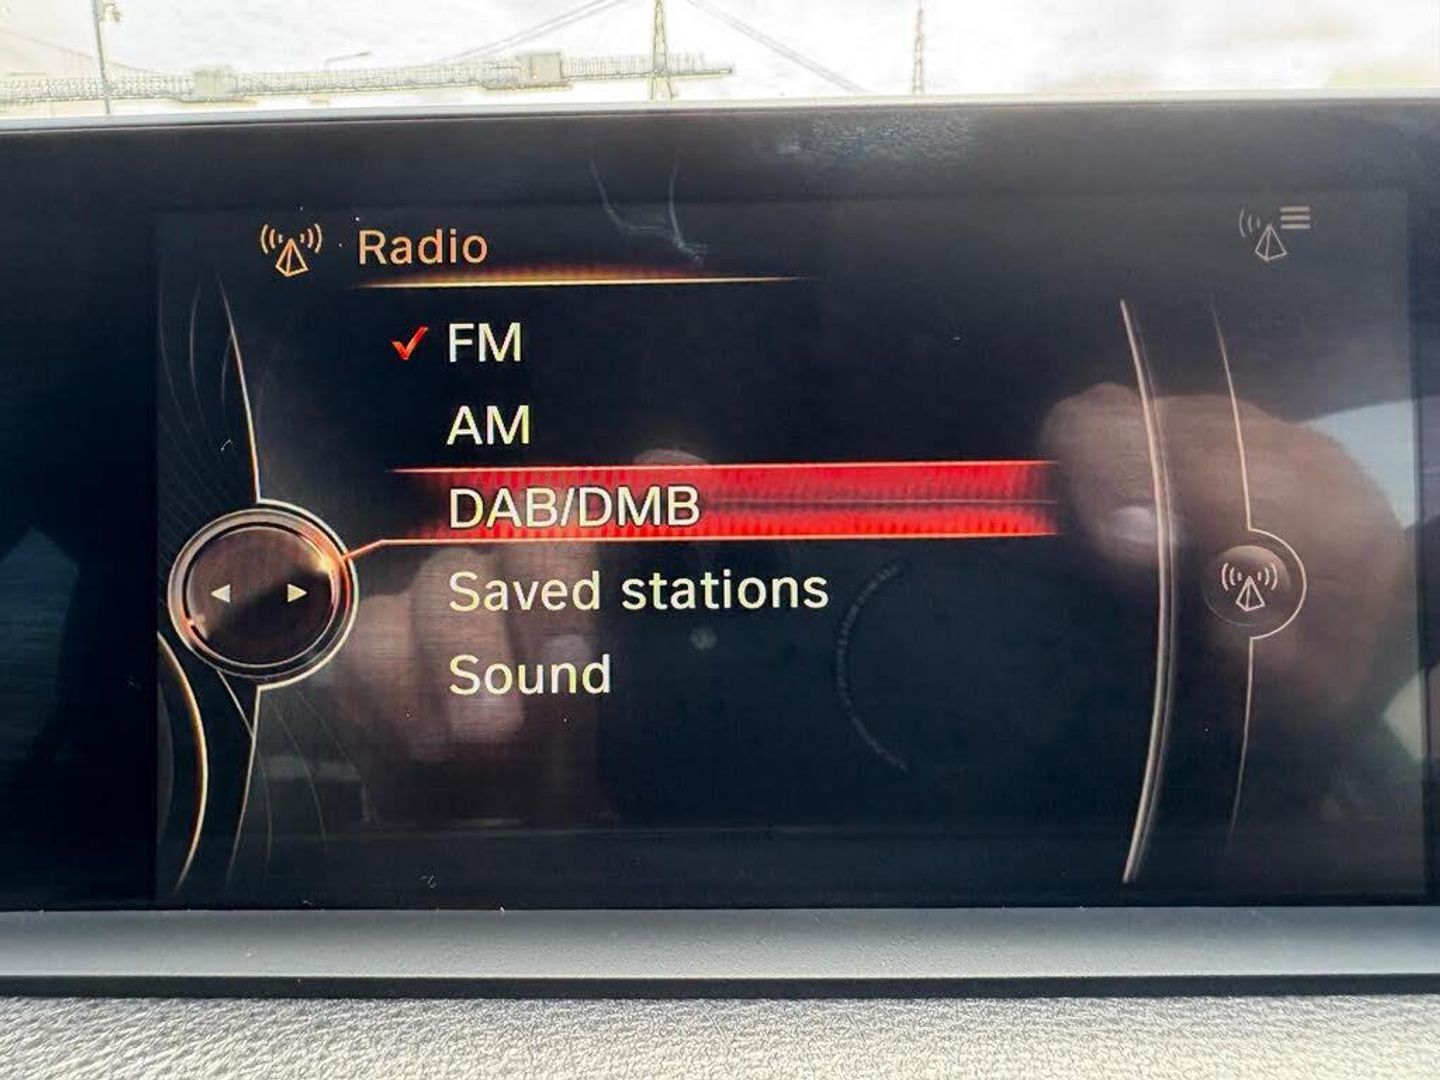 Radio
FM
AM
DAB/DMB
Saved stations
Sound